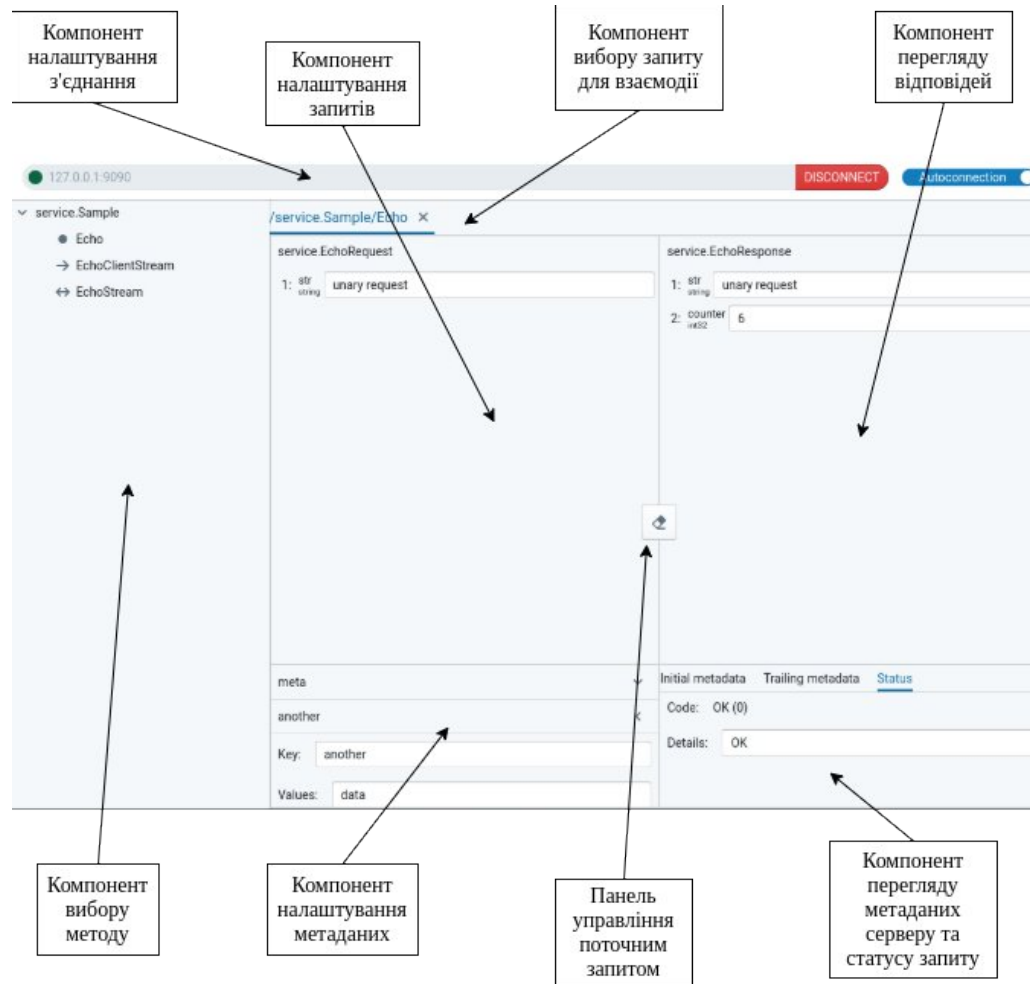 Компонент
налаштування
з'єднання
Компонент
налаштування
запитів
Компонент
вибору запиту
для взаємодії
Компонент
перегляду
відповідей
127.0.0.1:9090
DISCONNECT
Autoconnection
service.Sample
Echo
EchoClientStream
EchoStream
/service.Sample/Echo
service.EchoRequest
1: str
string
unary request
service.EchoResponse
1: str
string
unary request
2: counter
int32
6
meta
another
Key: another
Values: data
Initial metadata Trailing metadata Status
Code: OK (0)
Details: OK
Компонент
вибору
методу
Компонент
налаштування
метаданих
Панель
управління
поточним
запитом
Компонент
перегляду
метаданих
серверу та
статусу запиту